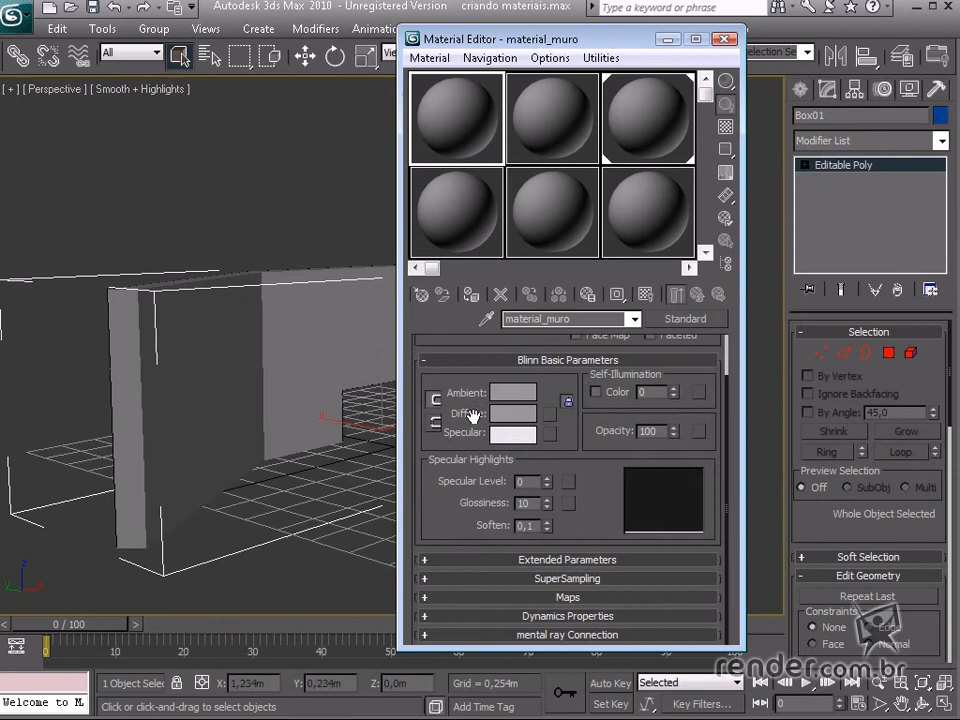 Autodesk 3ds Max 2010 - Unregistered Version
criando materiais.max
Type a keyword or phrase
Edit
Tools
Group
Views
Create
Modifiers
All
Material Editor - material_muro
Material
Navigation
Options
Utilities
[ + ] [ Perspective ] [ Smooth + Highlights ]
Box01
Modifier List
Editable Poly
material_muro
Standard
Blinn Basic Parameters
Ambient:
Specular:
Self-Illumination
Color
0
Opacity:
100
Specular Highlights
Specular Level:
0
Glossiness:
10
Soften:
0,1
Extended Parameters
SuperSampling
Maps
Dynamics Properties
mental ray Connection
Selection
By Vertex
Ignore Backfacing
By Angle:
45,0
Shrink
Grow
Ring
Loop
Preview Selection
Off
SubObj
Multi
Whole Object Selected
Soft Selection
Edit Geometry
Repeat Last
Constraints
None
Edge
Face
Normal
x
z
y
0 / 100
0
10
20
30
40
50
render.com.br
1 Object Selec
X:
1,234m
Y:
0,234m
Z:
0,0m
Grid = 0,254m
Auto Key
Selected
Welcome to M
Click or click-and-drag to select objects
Add Time Tag
Set Key
Key Filters...
0